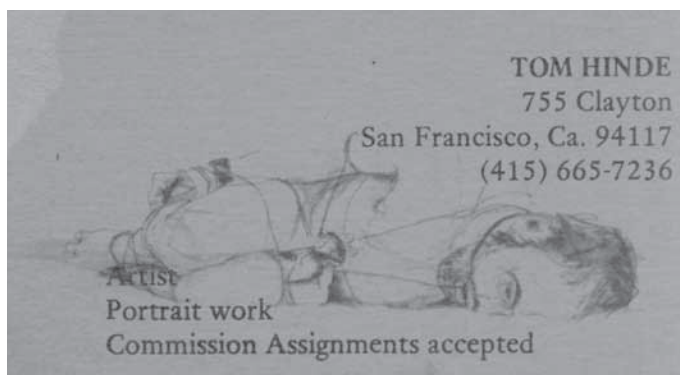 TOM HINDE
755 Clayton
San Francisco, Ca. 94117
(415) 665-7236
Artist
Portrait work
Commission Assignments accepted